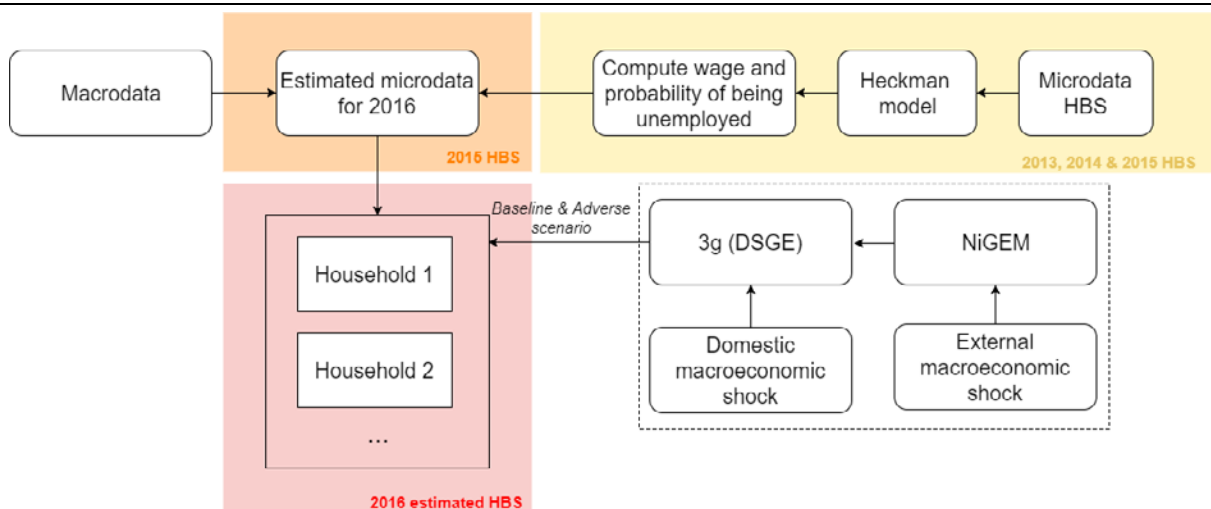 Macrodata
Estimated microdata
for 2016
Compute wage and
probability of being
unemployed
Heckman
model
Microdata
HBS
2015 HBS
2013, 2014 & 2015 HBS
Baseline & Adverse
scenario
3g (DSGE)
NiGEM
Household 1
Household 2
...
Domestic
macroeconomic
shock
External
macroeconomic
shock
2016 estimated HBS